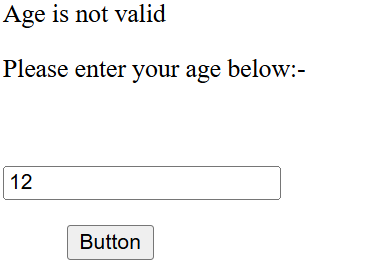 Age is not valid
Please enter your age below:-
12
Button